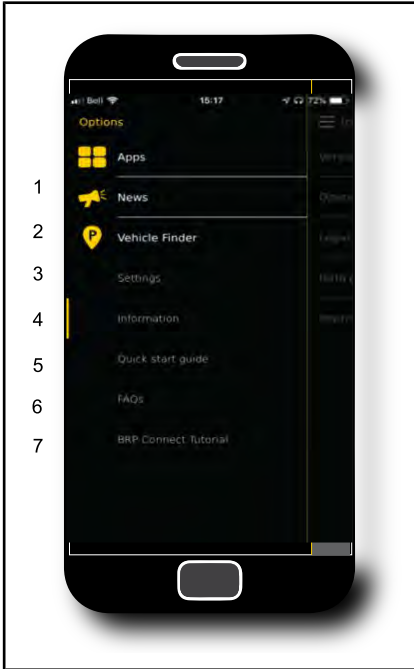 Bell 15:17 72%
Options
Apps
1
News
2
P Vehicle Finder
3
Settings
4
Information
5
Quick start guide
6
FAQs
7
BRP Connect Tutorial